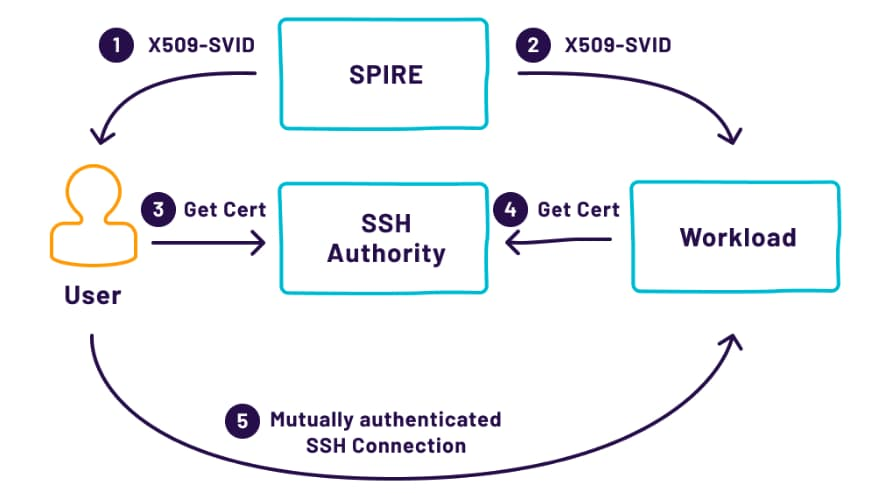 1 X509-SVID
SPIRE
2 X509-SVID
3 Get Cert
SSH
Authority
4 Get Cert
Workload
User
5 Mutually authenticated
SSH Connection